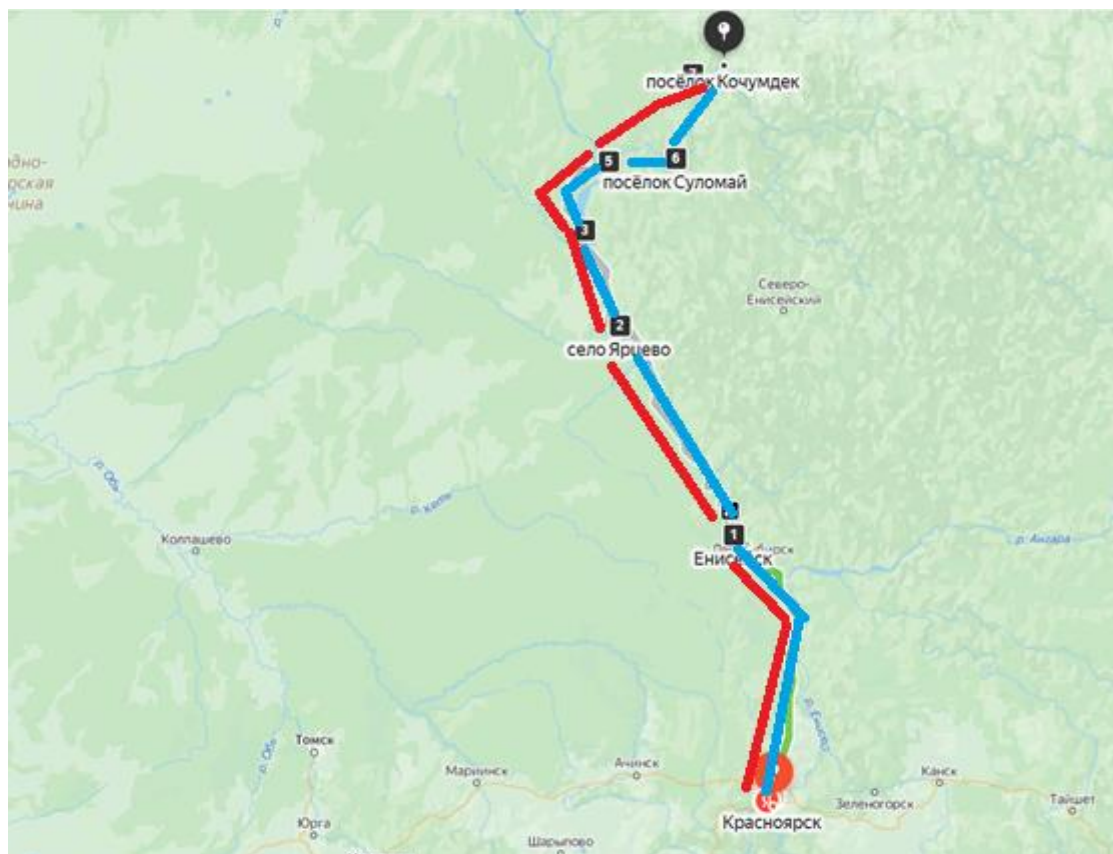 посёлок Кочумдек
6
5
посёлок Суломай
3
Северо-
Енисейский
2
село Ярцево
р. Обь
р. Кеть
1
Колпашево
р. Ангара
Енисейск
Томск
р. Обь
р. Енисей
Мариинск
Ачинск
Канск
Зеленогорск
Тайшет
Юрга
Красноярск
Шарыпово